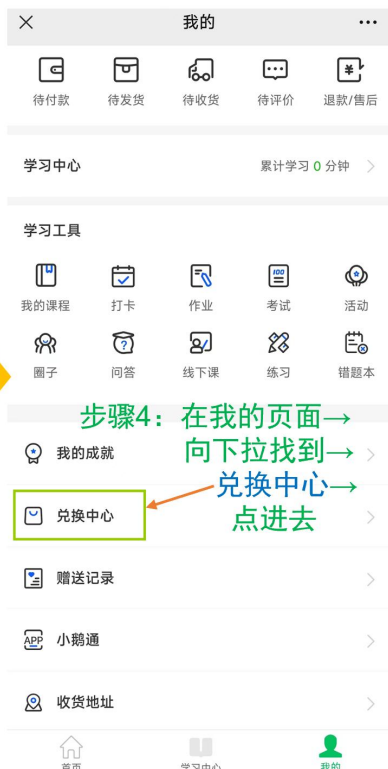 我的
待付款 待发货 待收货 待评价 退款/售后
学习中心 累计学习 0 分钟
学习工具
我的课程 打卡 作业 考试 活动
圈子 问答 线下课 练习 错题本
步骤4：在我的页面→
我的成就 向下拉找到→
兑换中心→
兑换中心
点进去
赠送记录
APP 小鹅通
收货地址
首页 学习中心 我的